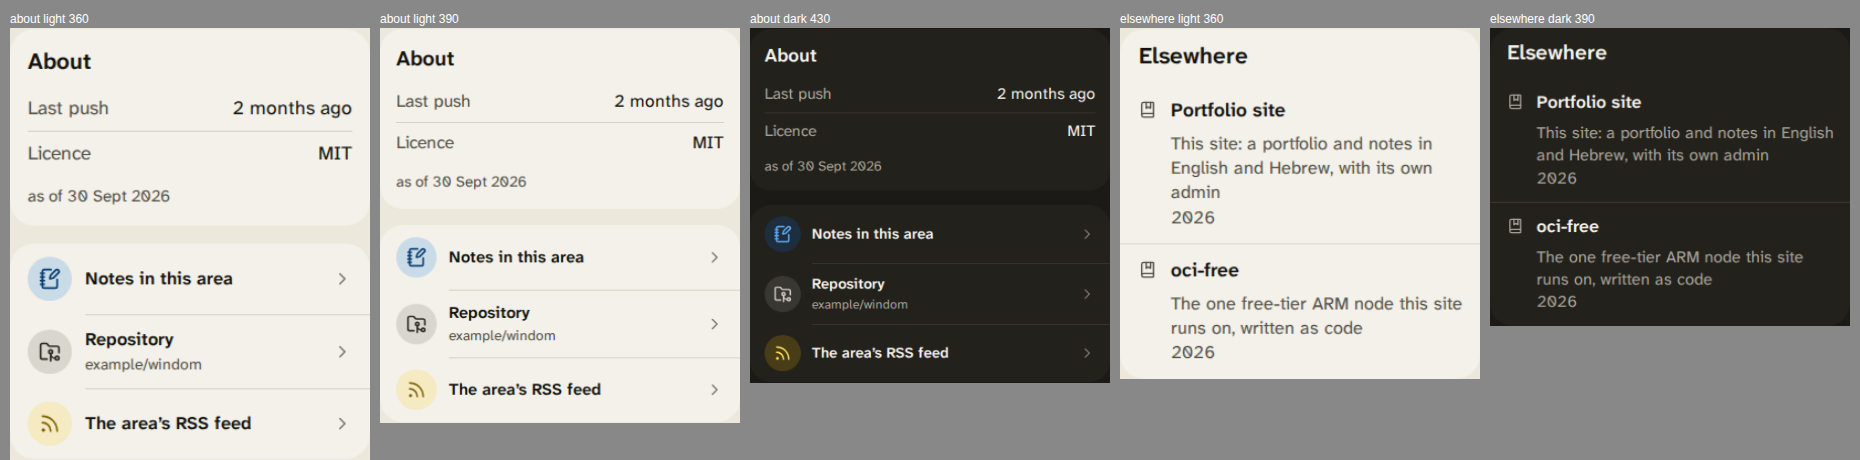 about light 360
About
Last push 2 months ago
Licence MIT
as of 30 Sept 2026
Notes in this area
Repository
example/windom
The area’s RSS feed
about light 390
About
Last push 2 months ago
Licence MIT
as of 30 Sept 2026
Notes in this area
Repository
example/windom
The area’s RSS feed
about dark 430
About
Last push 2 months ago
Licence MIT
as of 30 Sept 2026
Notes in this area
Repository
example/windom
The area’s RSS feed
elsewhere light 360
Elsewhere
Portfolio site
This site: a portfolio and notes in
English and Hebrew, with its own
admin
2026
oci-free
The one free-tier ARM node this site
runs on, written as code
2026
elsewhere dark 390
Elsewhere
Portfolio site
This site: a portfolio and notes in English
and Hebrew, with its own admin
2026
oci-free
The one free-tier ARM node this site
runs on, written as code
2026